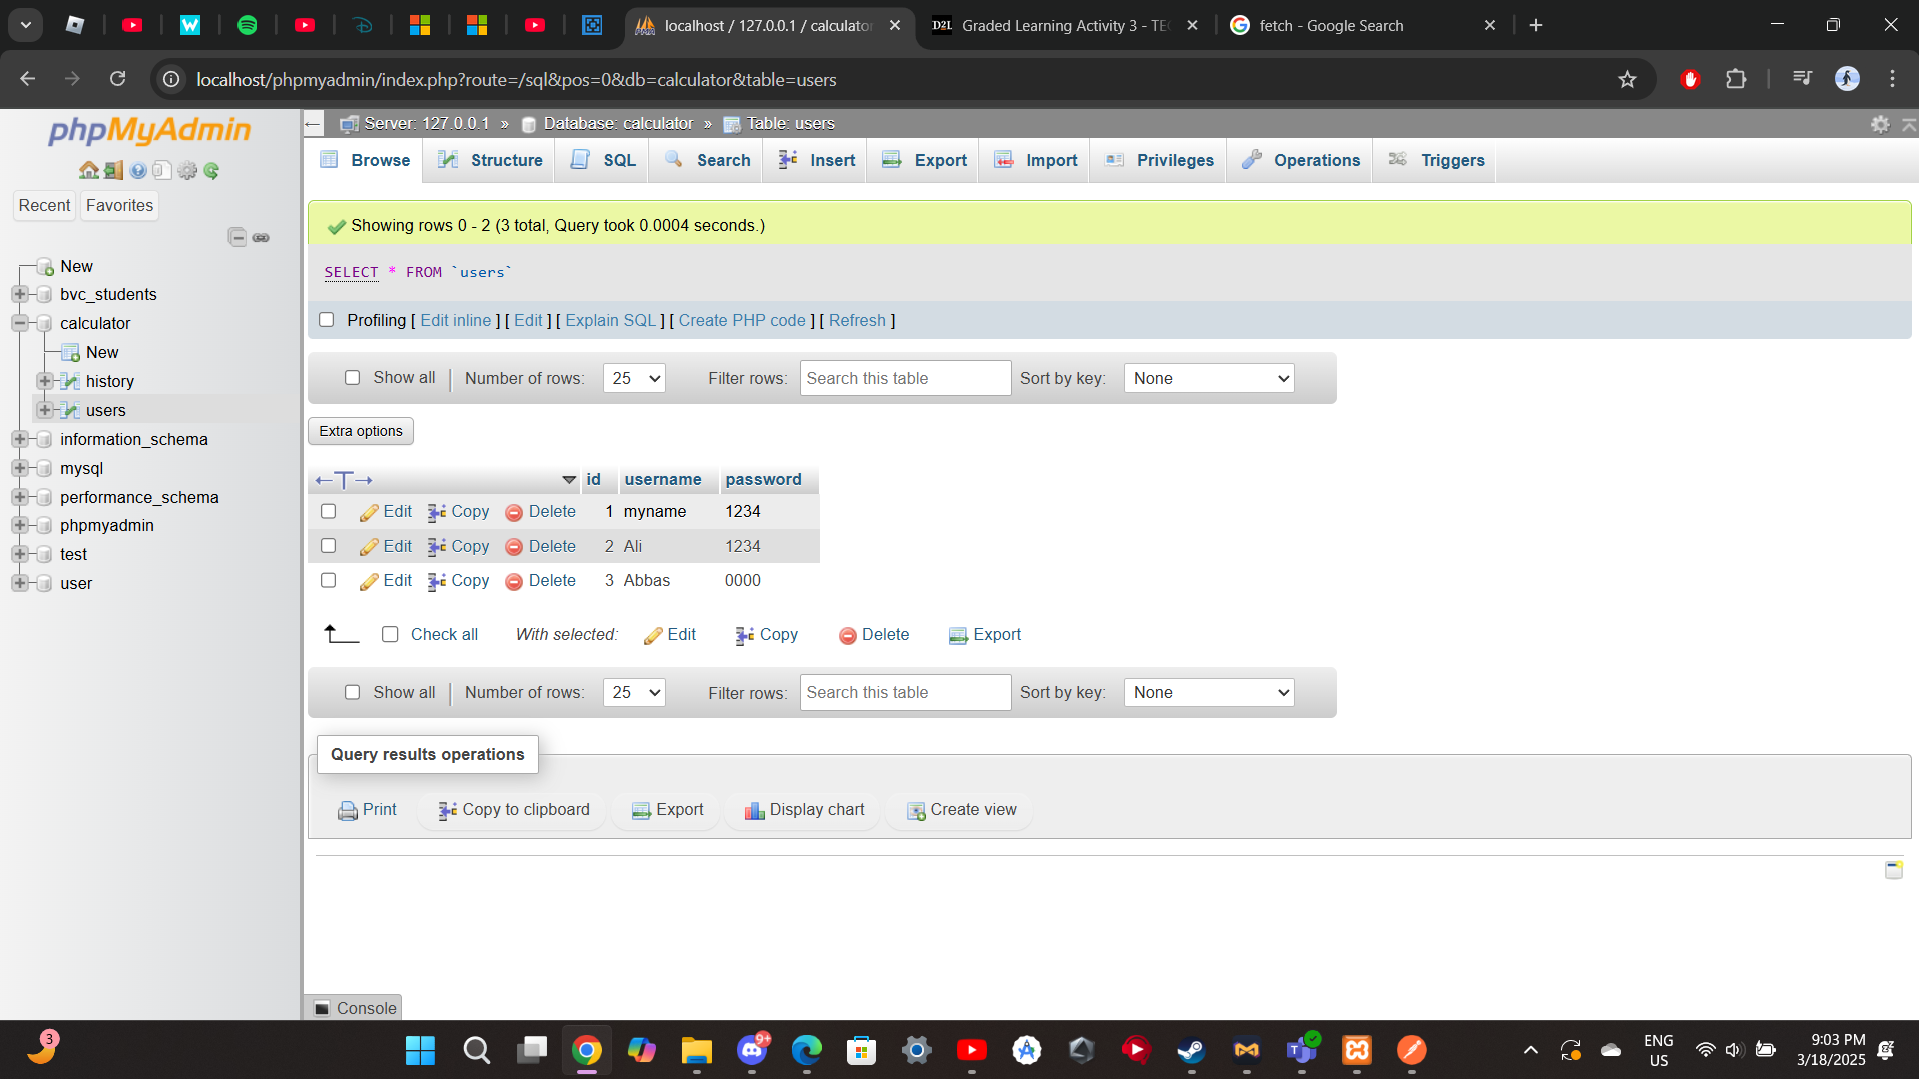 localhost / 127.0.0.1 / calculator
Graded Learning Activity 3 - TE
fetch - Google Search
localhost/phpmyadmin/index.php?route=/sql&pos=0&db=calculator&table=users
phpMyAdmin
Recent
Favorites
New
bvc_students
calculator
New
history
users
information_schema
mysql
performance_schema
phpmyadmin
test
user
Server: 127.0.0.1 » Database: calculator » Table: users
Browse Structure SQL Search Insert Export Import Privileges Operations Triggers
Showing rows 0 - 2 (3 total, Query took 0.0004 seconds.)
SELECT * FROM `users`
Profiling [ Edit inline ] [ Edit ] [ Explain SQL ] [ Create PHP code ] [ Refresh ]
Show all Number of rows: 25 Filter rows: Search this table Sort by key: None
Extra options
id username password
Edit Copy Delete 1 myname 1234
Edit Copy Delete 2 Ali 1234
Edit Copy Delete 3 Abbas 0000
Check all With selected: Edit Copy Delete Export
Show all Number of rows: 25 Filter rows: Search this table Sort by key: None
Query results operations
Print Copy to clipboard Export Display chart Create view
Console
3
9+
ENG
US
9:03 PM
3/18/2025